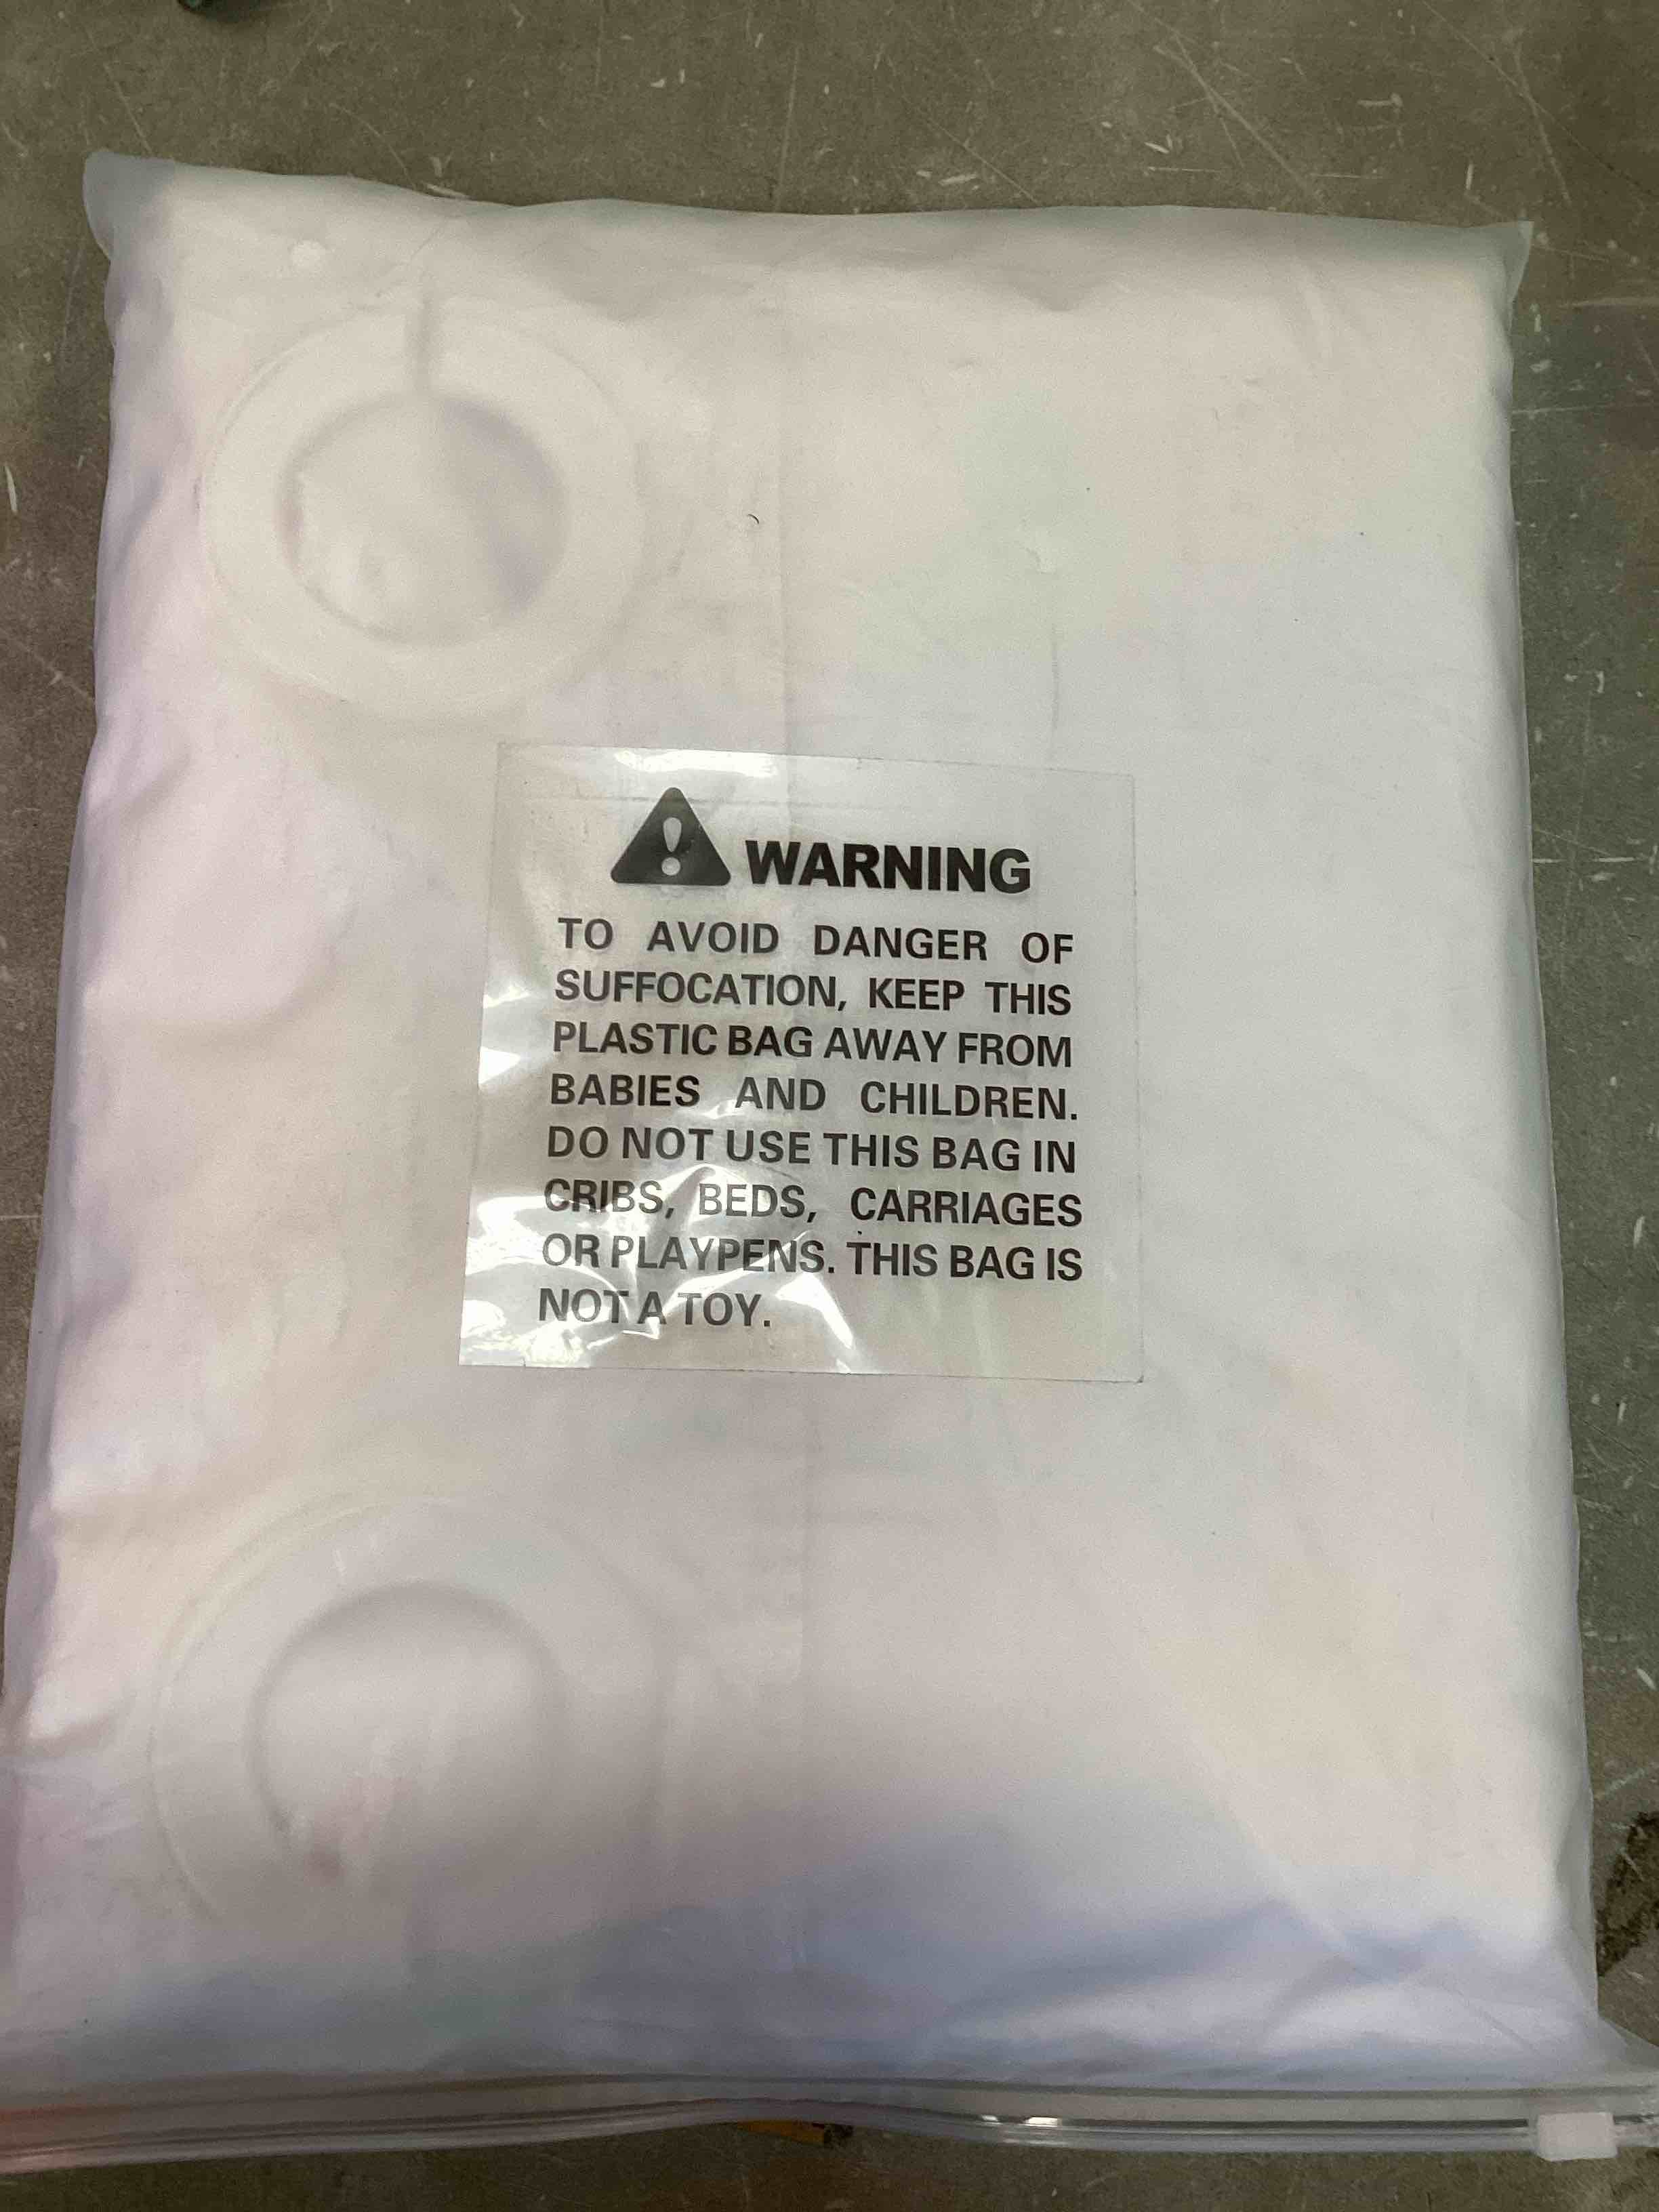 WARNING
TO AVOID DANGER OF
SUFFOCATION, KEEP THIS
PLASTIC BAG AWAY FROM
BABIES AND CHILDREN.
DO NOT USE THIS BAG IN
CRIBS, BEDS, CARRIAGES
OR PLAYPENS. THIS BAG IS
NOT A TOY.